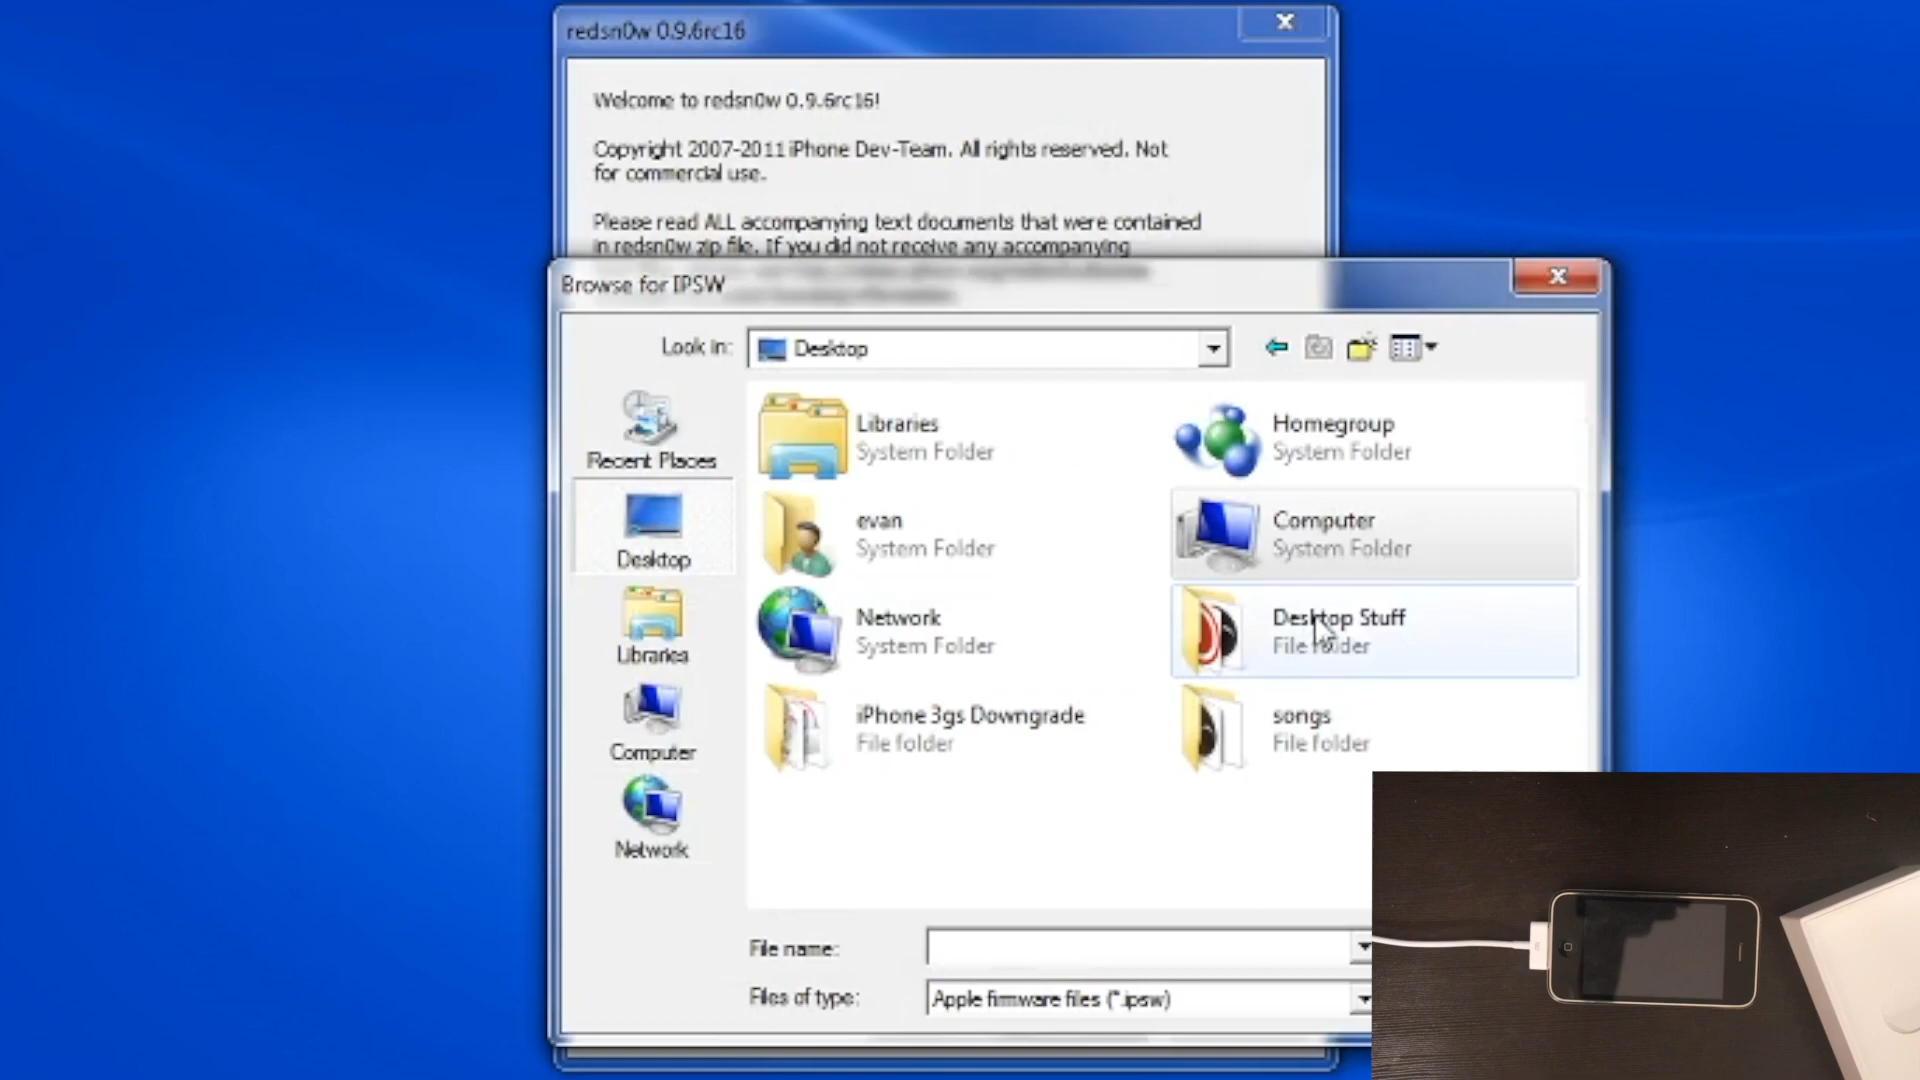 redsn0w 0.9.6rc16
Welcome to redsn0w 0.9.6rc16!
Copyright 2007-2011 iPhone Dev-Team. All rights reserved. Not
for commercial use.
Please read ALL accompanying text documents that were contained
in redsn0w zip file. If you did not receive any accompanying
Browse for IPSW
Look in:
Desktop
Recent Places
Desktop
Libraries
Computer
Network
Libraries
System Folder
Homegroup
System Folder
evan
System Folder
Computer
System Folder
Network
System Folder
Desktop Stuff
File folder
iPhone 3gs Downgrade
File folder
songs
File folder
File name:
Files of type:
Apple firmware files (*.ipsw)